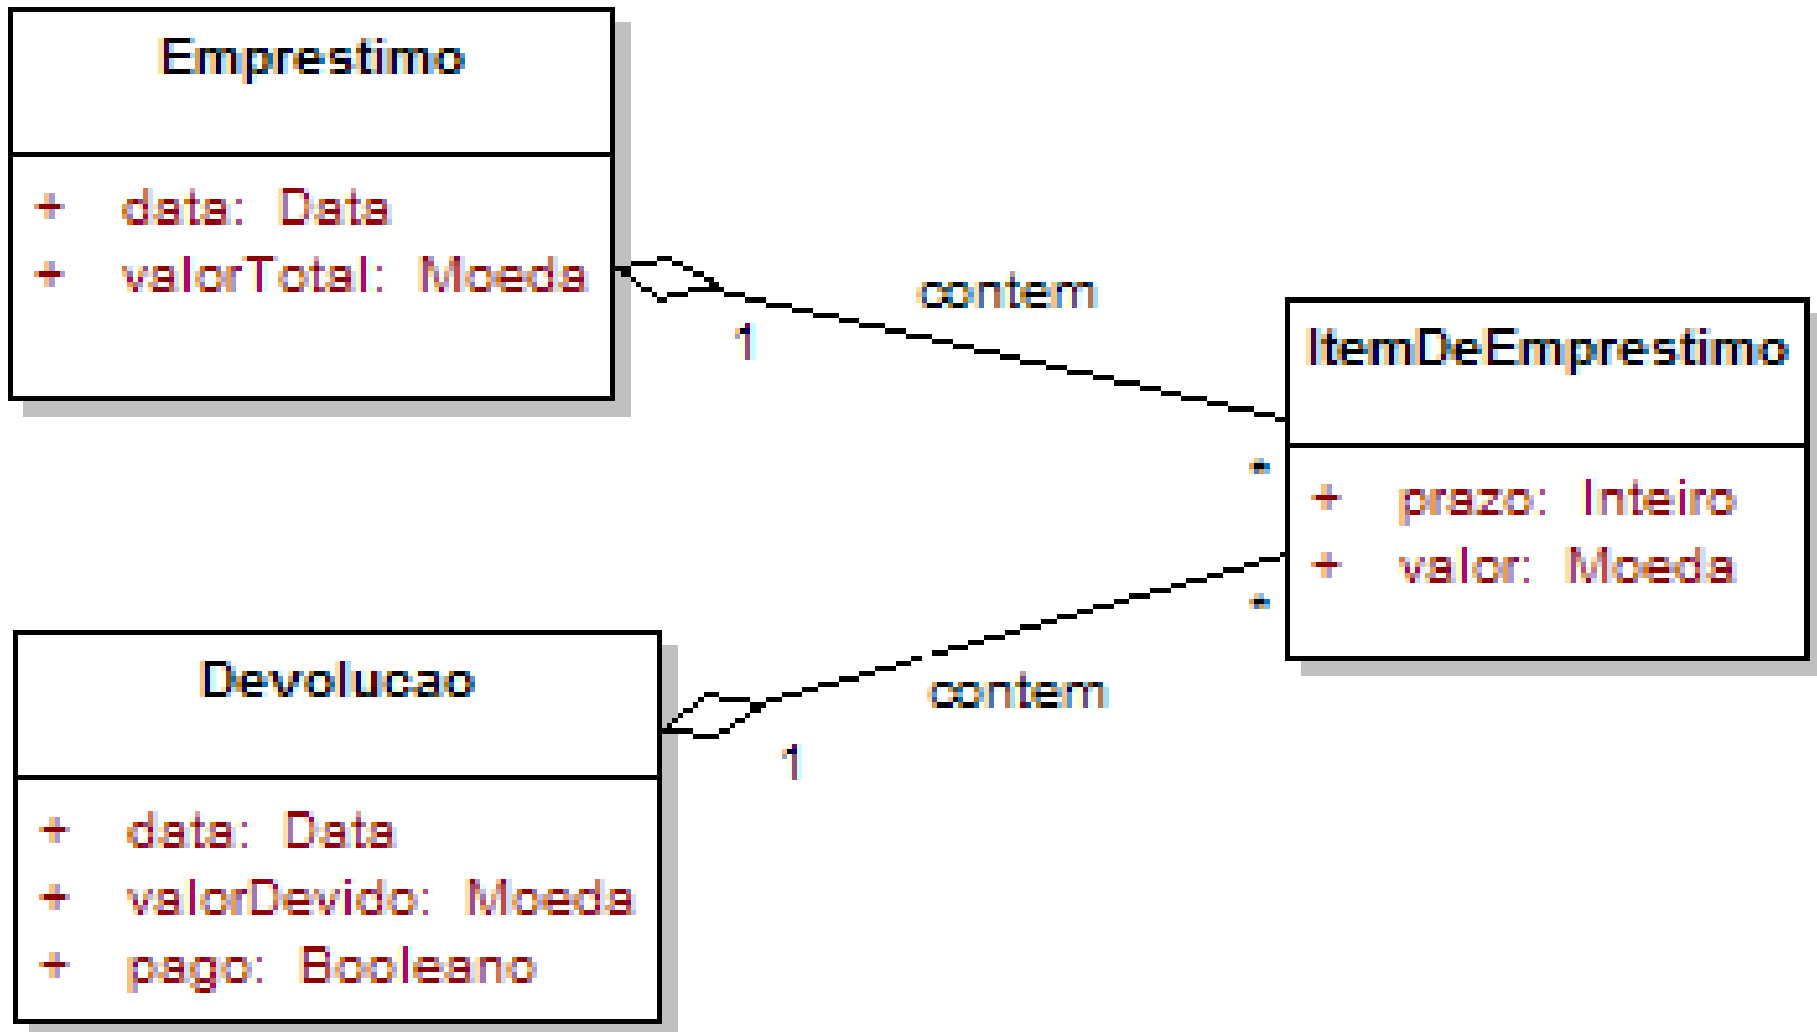 Emprestimo
+ data: Data
+ valorTotal: Moeda
contem
1
*
ItemDeEmprestimo
+ prazo: Inteiro
+ valor: Moeda
*
contem
1
Devolucao
+ data: Data
+ valorDevido: Moeda
+ pago: Booleano